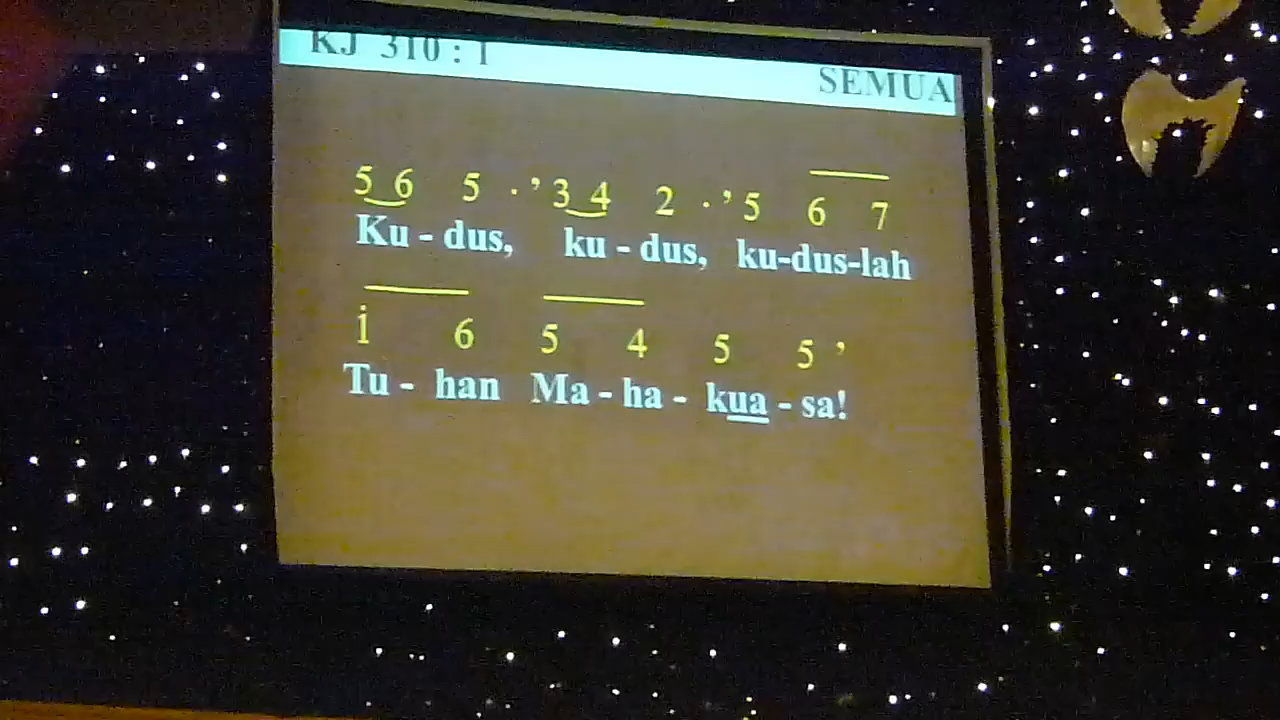 KJ 310 : 1
SEMUA
5 6 5 . ’ 3 4 2 . ’ 5 6 7
Ku - dus, ku - dus, ku-dus-lah
i 6 5 4 5 5 ’
Tu - han Ma - ha - kua - sa!